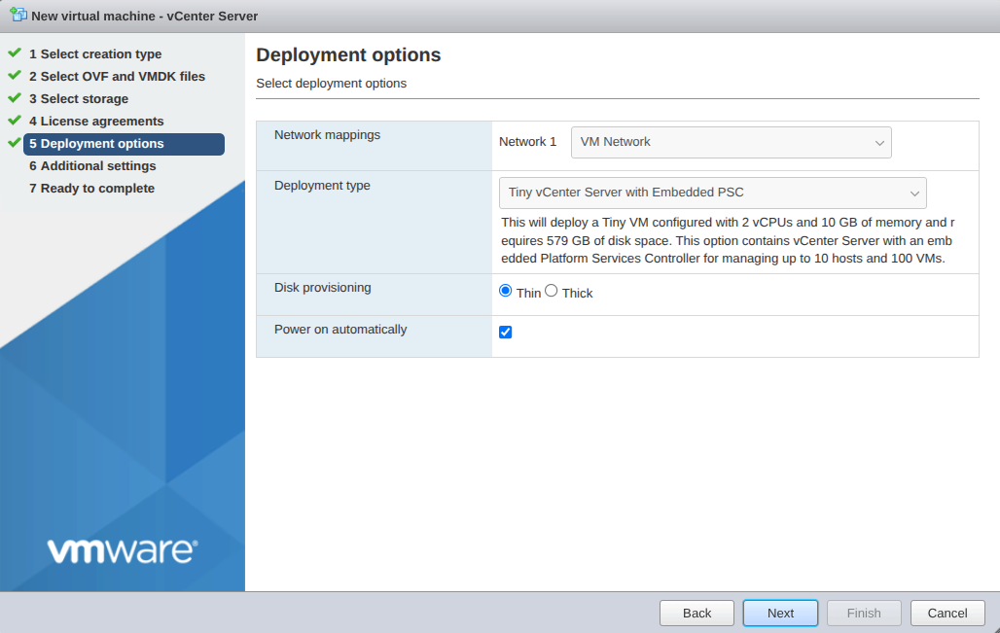 New virtual machine - vCenter Server
1 Select creation type
2 Select OVF and VMDK files
3 Select storage
4 License agreements
5 Deployment options
6 Additional settings
7 Ready to complete
vmware®
Deployment options
Select deployment options
Network mappings
Network 1 VM Network
Deployment type
Tiny vCenter Server with Embedded PSC
This will deploy a Tiny VM configured with 2 vCPUs and 10 GB of memory and r
equires 579 GB of disk space. This option contains vCenter Server with an emb
edded Platform Services Controller for managing up to 10 hosts and 100 VMs.
Disk provisioning
Thin Thick
Power on automatically
Back Next Finish Cancel